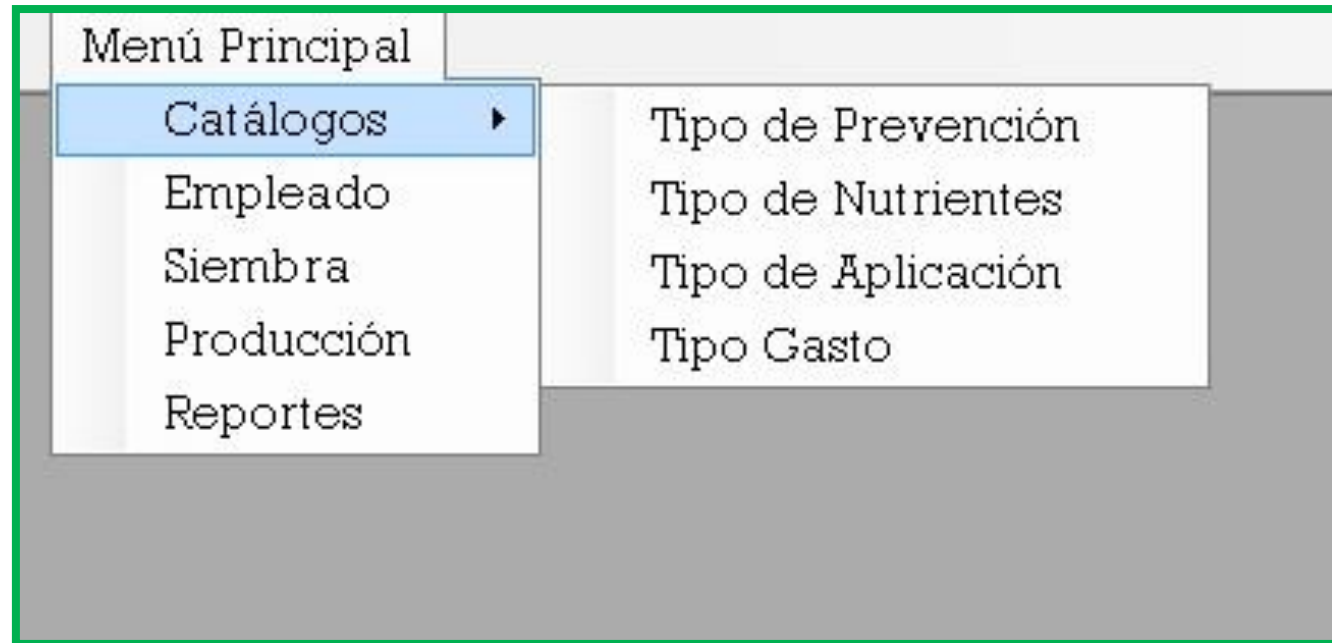 Menú Principal
Catálogos
Empleado
Siembra
Producción
Reportes
Tipo de Prevención
Tipo de Nutrientes
Tipo de Aplicación
Tipo Gasto